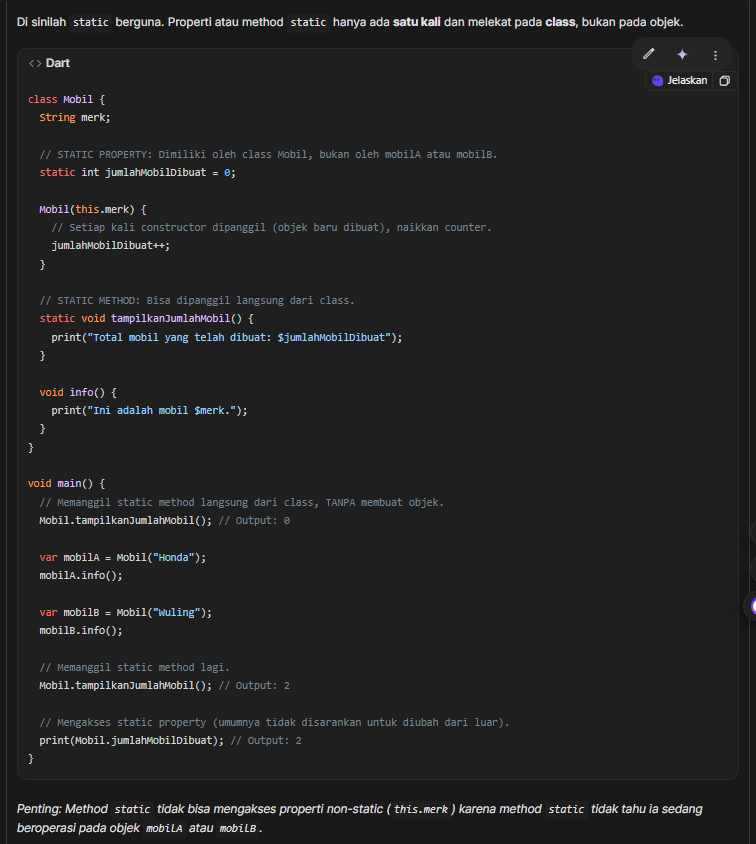 Di sinilah static berguna. Properti atau method static hanya ada satu kali dan melekat pada class, bukan pada objek.
<> Dart
Jelaskan
class Mobil {
  String merk;

  // STATIC PROPERTY: Dimiliki oleh class Mobil, bukan oleh mobilA atau mobilB.
  static int jumlahMobilDibuat = 0;

  Mobil(this.merk) {
    // Setiap kali constructor dipanggil (objek baru dibuat), naikkan counter.
    jumlahMobilDibuat++;
  }

  // STATIC METHOD: Bisa dipanggil langsung dari class.
  static void tampilkanJumlahMobil() {
    print("Total mobil yang telah dibuat: $jumlahMobilDibuat");
  }

  void info() {
    print("Ini adalah mobil $merk.");
  }
}

void main() {
  // Memanggil static method langsung dari class, TANPA membuat objek.
  Mobil.tampilkanJumlahMobil(); // Output: 0

  var mobilA = Mobil("Honda");
  mobilA.info();

  var mobilB = Mobil("Wuling");
  mobilB.info();

  // Memanggil static method lagi.
  Mobil.tampilkanJumlahMobil(); // Output: 2

  // Mengakses static property (umumnya tidak disarankan untuk diubah dari luar).
  print(Mobil.jumlahMobilDibuat); // Output: 2
}
Penting: Method static tidak bisa mengakses properti non-static (this.merk) karena method static tidak tahu ia sedang
beroperasi pada objek mobilA atau mobilB.